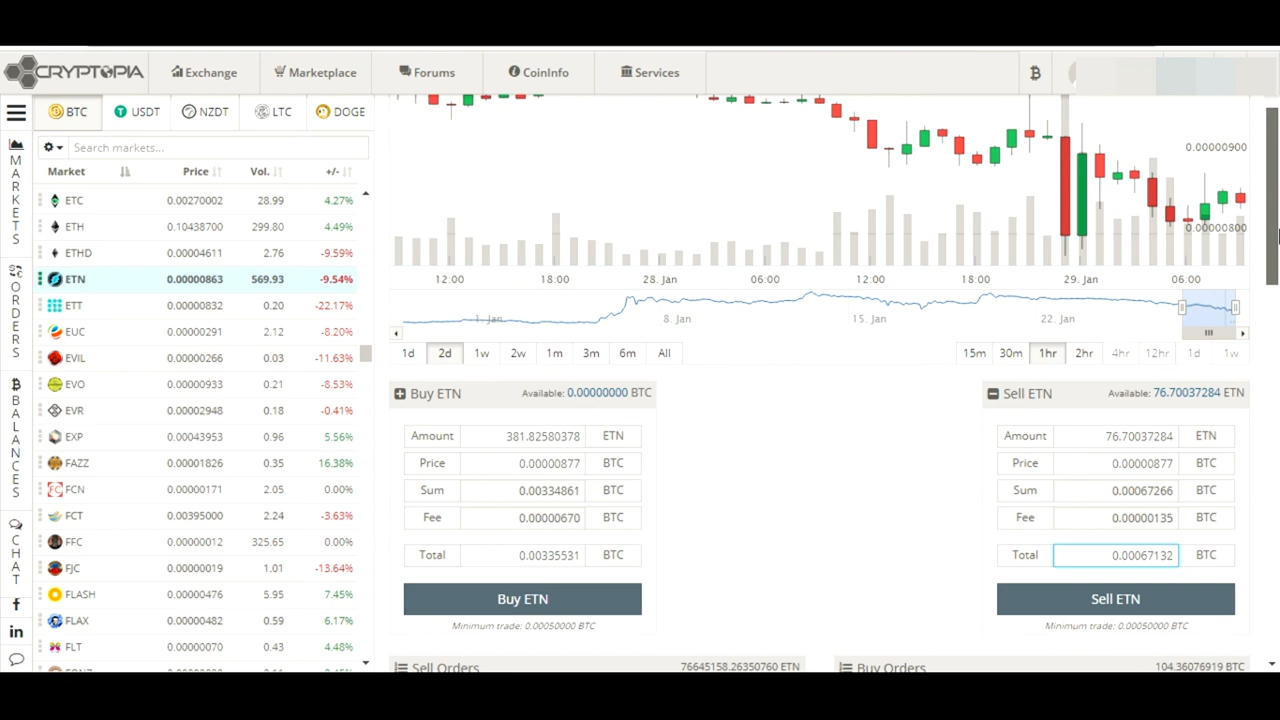 CRYPTOPIA Exchange Marketplace Forums CoinInfo Services
BTC USDT NZDT LTC DOGE
Search markets...
Market Price Vol. +/-
ETC 0.00270002 28.99 4.27%
ETH 0.10438700 299.80 4.49%
ETHD 0.00004611 2.76 -9.59%
ETN 0.00000863 569.93 -9.54%
ETT 0.00000832 0.20 -22.17%
EUC 0.00000291 2.12 -8.20%
EVIL 0.00000266 0.03 -11.63%
EVO 0.00000933 0.21 -8.53%
EVR 0.00002948 0.18 -0.41%
EXP 0.00043953 0.96 5.56%
FAZZ 0.00001826 0.35 16.38%
FCN 0.00000171 2.05 0.00%
FCT 0.00395000 2.24 -3.63%
FFC 0.00000012 325.65 0.00%
FJC 0.00000019 1.01 -13.64%
FLASH 0.00000476 5.95 7.45%
FLAX 0.00000482 0.59 6.17%
FLT 0.00000070 0.43 4.48%
MARKETS
ORDERS
BALANCES
CHAT
0.00000900
0.00000800
12:00 18:00 28. Jan 06:00 12:00 18:00 29. Jan 06:00
1. Jan 8. Jan 15. Jan 22. Jan
1d 2d 1w 2w 1m 3m 6m All 15m 30m 1hr 2hr 4hr 12hr 1d 1w
Buy ETN Available: 0.00000000 BTC
Amount 381.82580378 ETN
Price 0.00000877 BTC
Sum 0.00334861 BTC
Fee 0.00000670 BTC
Total 0.00335531 BTC
Buy ETN
Minimum trade: 0.00050000 BTC
Sell ETN Available: 76.70037284 ETN
Amount 76.70037284 ETN
Price 0.00000877 BTC
Sum 0.00067266 BTC
Fee 0.00000135 BTC
Total 0.00067132 BTC
Sell ETN
Minimum trade: 0.00050000 BTC
Sell Orders 76645158.26350760 ETN
Buy Orders 104.36076919 BTC